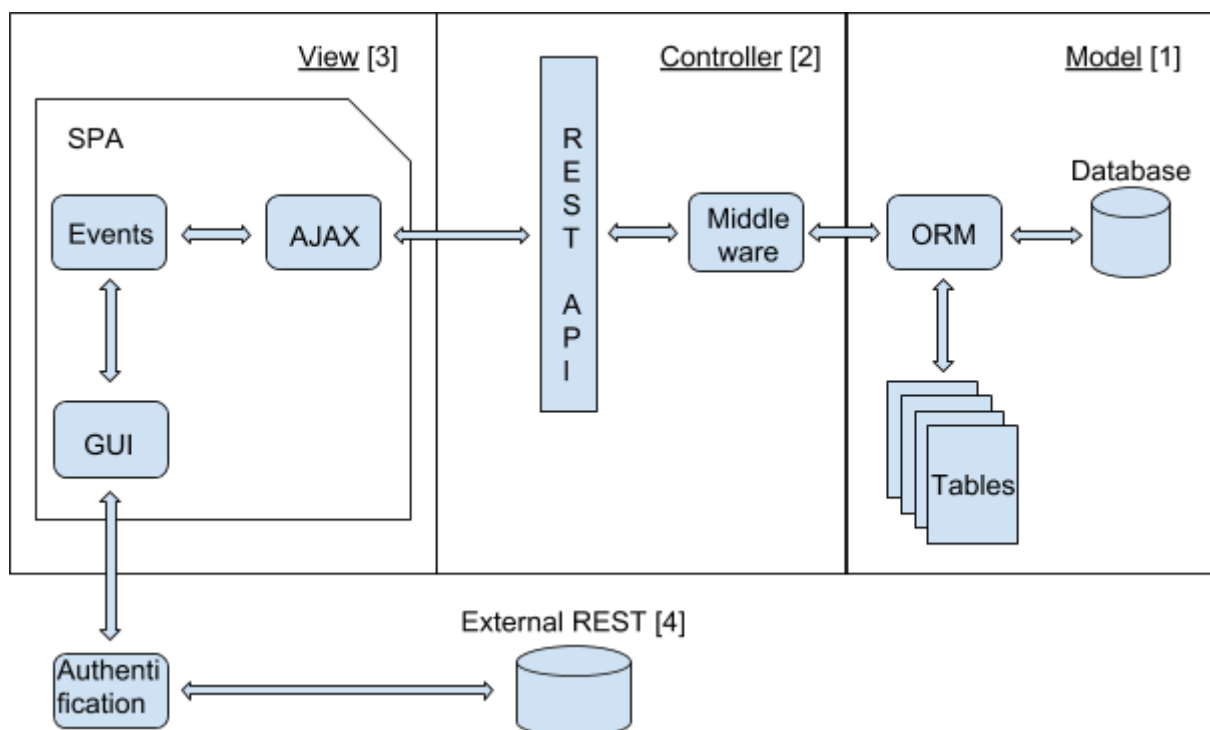 View [3]
Controller [2]
Model [1]
SPA
Events
AJAX
GUI
R
E
S
T
A
P
I
Middle
ware
ORM
Database
Tables
External REST [4]
Authenti
fication